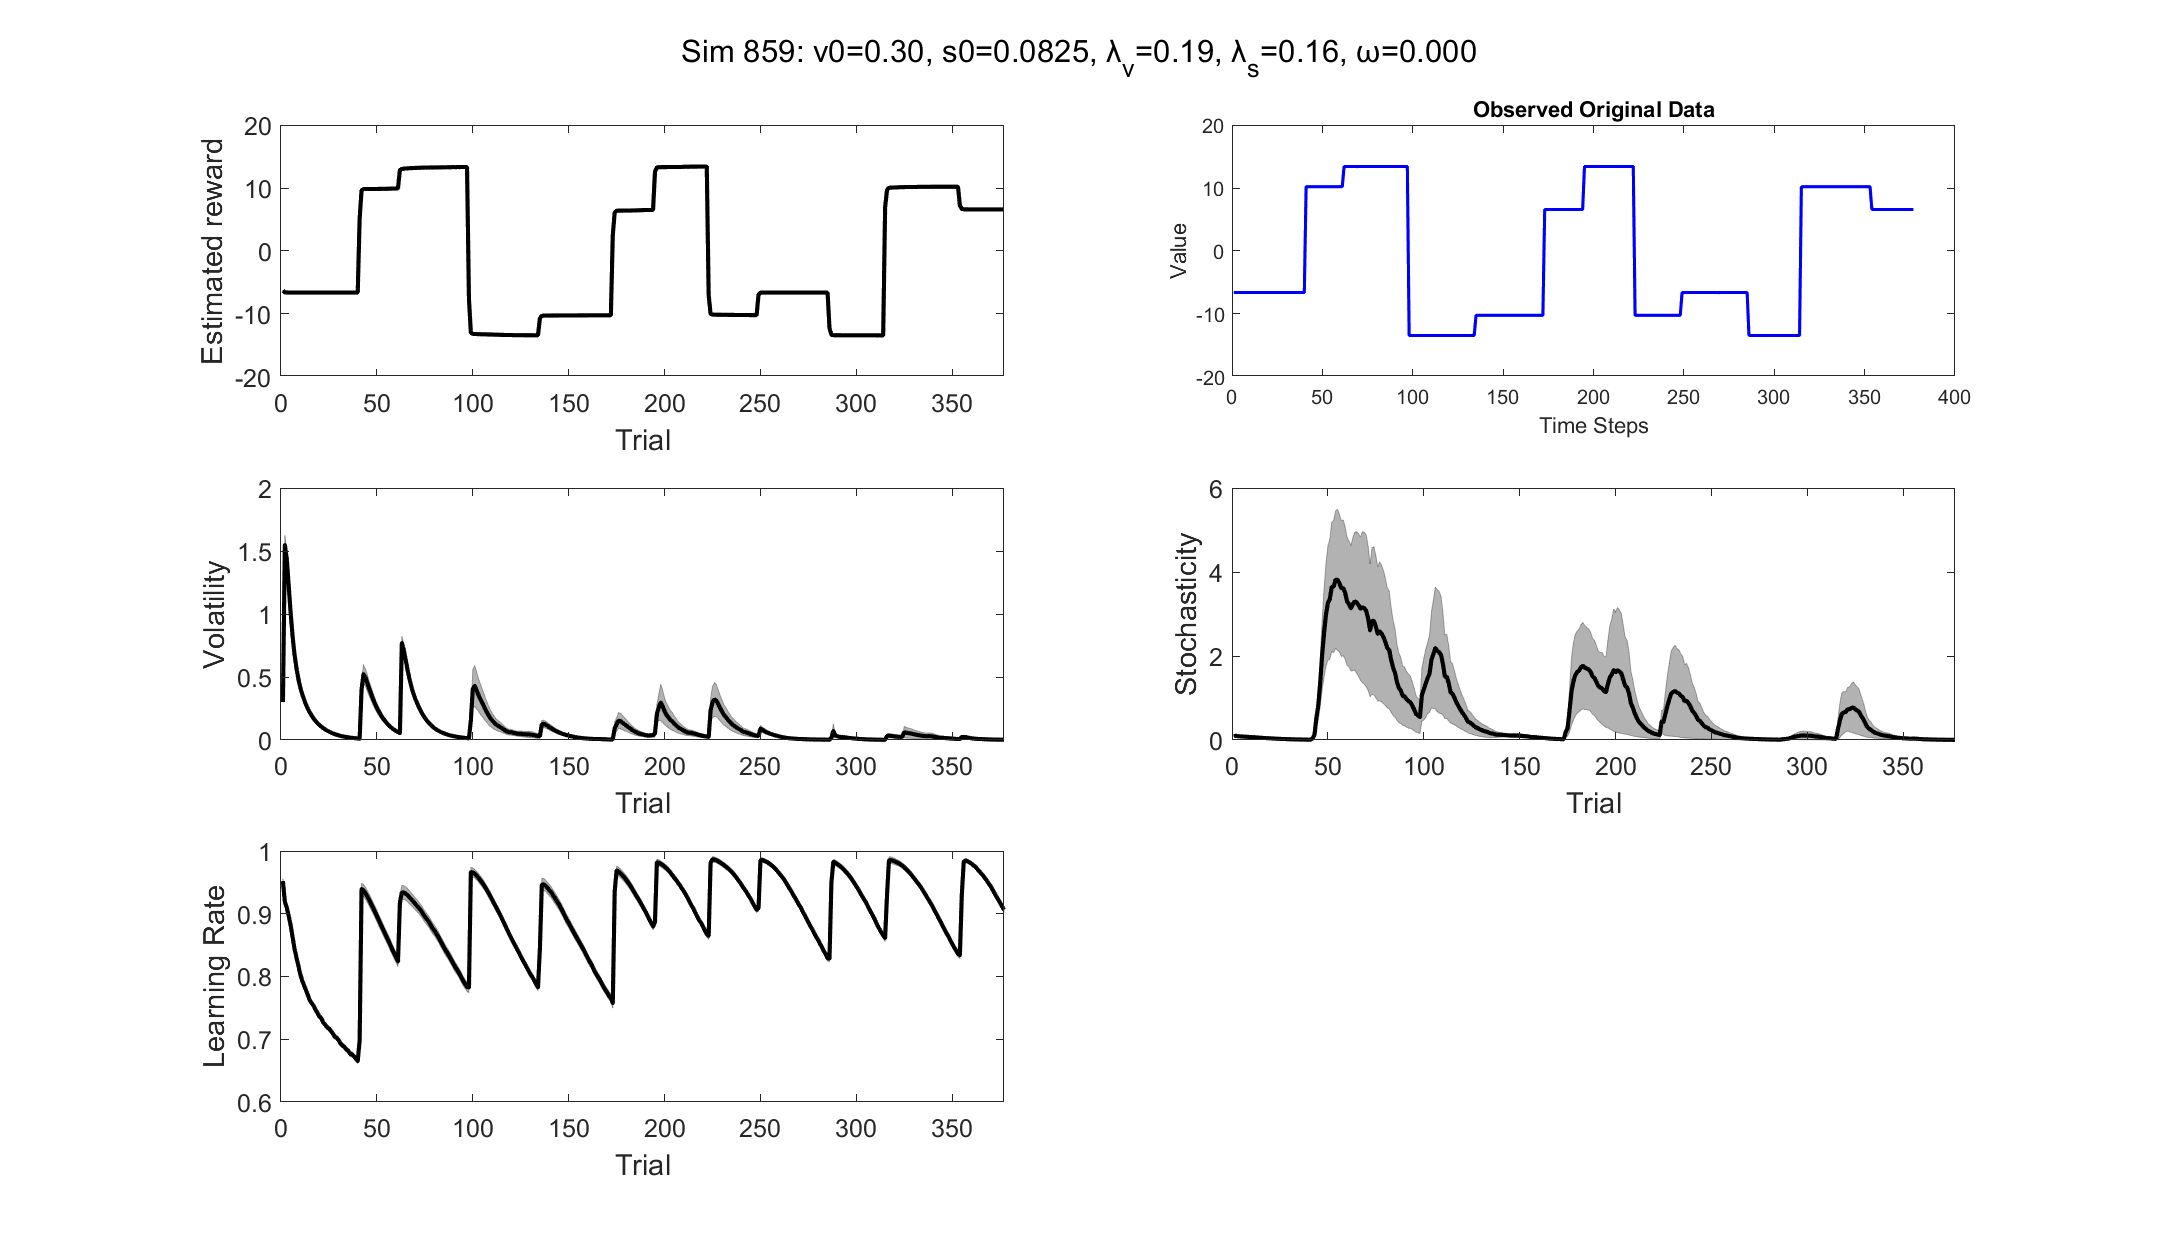 Sim 859: v0=0.30, s0=0.0825, λv=0.19, λs=0.16, ω=0.000
20
10
0
-10
-20
Estimated reward
0 50 100 150 200 250 300 350
Trial
Observed Original Data
20
10
0
-10
-20
Value
0 50 100 150 200 250 300 350 400
Time Steps
2
1.5
1
0.5
0
Volatility
0 50 100 150 200 250 300 350
Trial
6
4
2
0
Stochasticity
0 50 100 150 200 250 300 350
Trial
1
0.9
0.8
0.7
0.6
Learning Rate
0 50 100 150 200 250 300 350
Trial